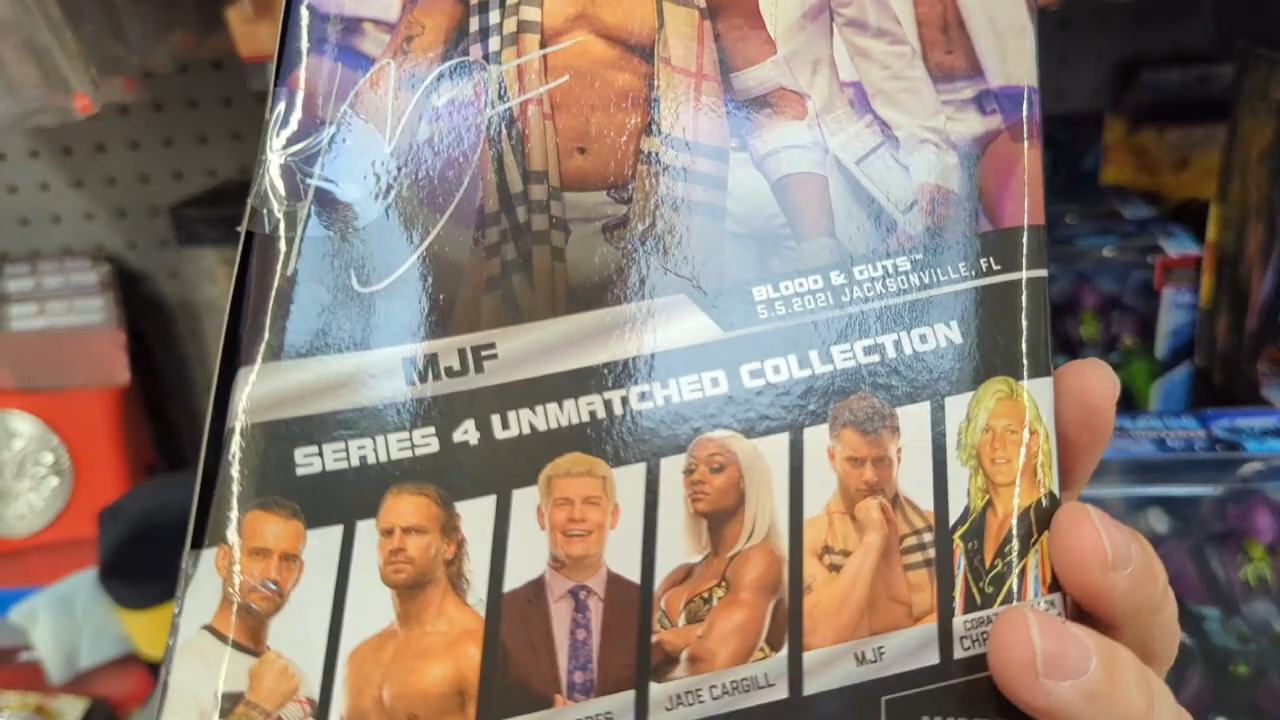 BLOOD & GUTS™
5.5.2021 JACKSONVILLE, FL
MJF
SERIES 4 UNMATCHED COLLECTION
JADE CARGILL
MJF